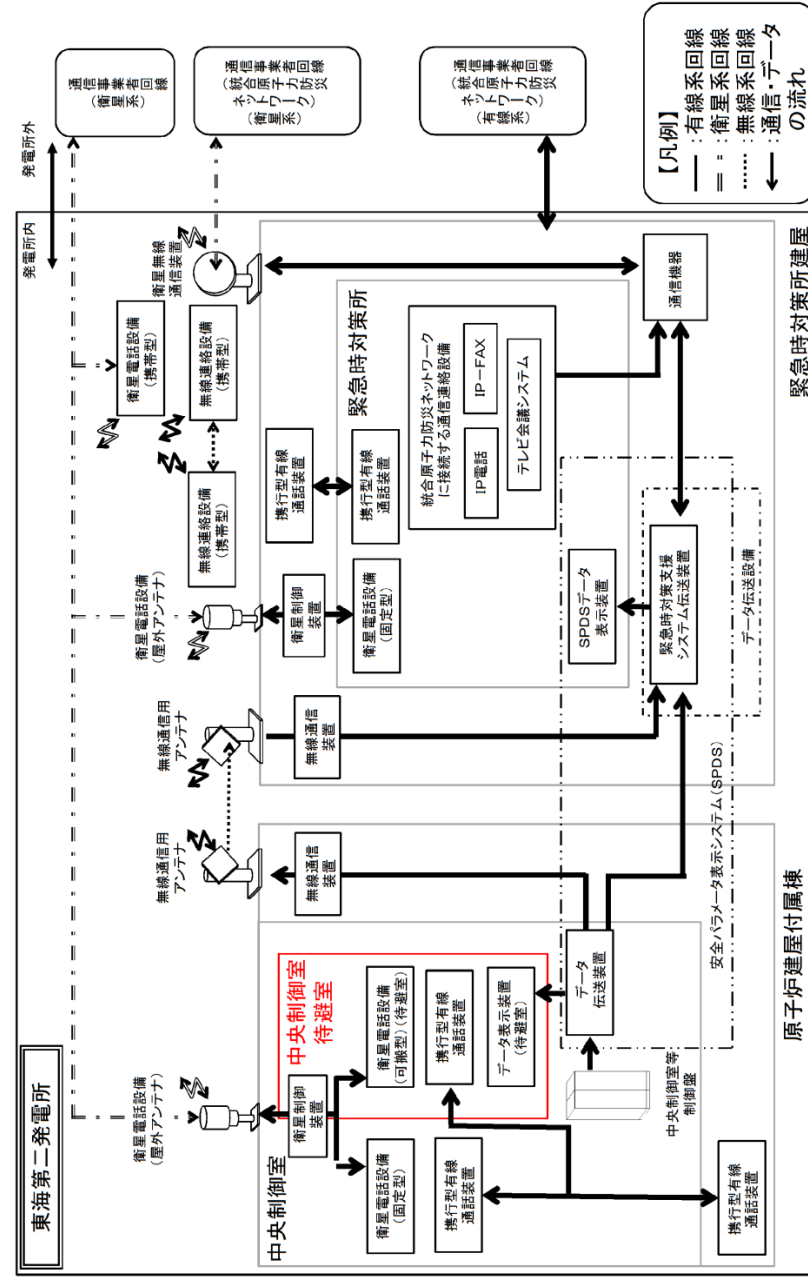 東海第二発電所
発電所内
発電所外
通信事業者回線
(衛星系)
通信事業者回線
(統合原子力防災
ネットワーク)
(衛星系)
通信事業者回線
(統合原子力防災
ネットワーク)
(有線系)
【凡例】
:有線系回線
:衛星系回線
:無線系回線
:通信・データ
の流れ
衛星電話設備
(屋外アンテナ)
無線通信用
アンテナ
無線通信用
アンテナ
衛星電話設備
(屋外アンテナ)
無線連絡設備
(携帯型)
衛星電話設備
(携帯型)
無線連絡設備
(携帯型)
衛星無線
通信装置
中央制御室
衛星制御
装置
中央制御室
待避室
衛星電話設備
(固定型)
衛星電話設備
(可搬型)(待避室)
携行型有線
通話装置
携行型有線
通話装置
データ表示装置
(待避室)
中央制御室等
制御盤
データ
伝送装置
携行型有線
通話装置
無線通信
装置
原子炉建屋付属棟
安全パラメータ表示システム(SPDS)
無線通信
装置
衛星制御
装置
衛星電話設備
(固定型)
携行型有線
通話装置
携行型有線
通話装置
緊急時対策所
統合原子力防災ネットワーク
に接続する通信連絡設備
IP電話
IP-FAX
テレビ会議システム
SPDSデータ
表示装置
緊急時対策支援
システム伝送装置
データ伝送設備
通信機器
緊急時対策所建屋